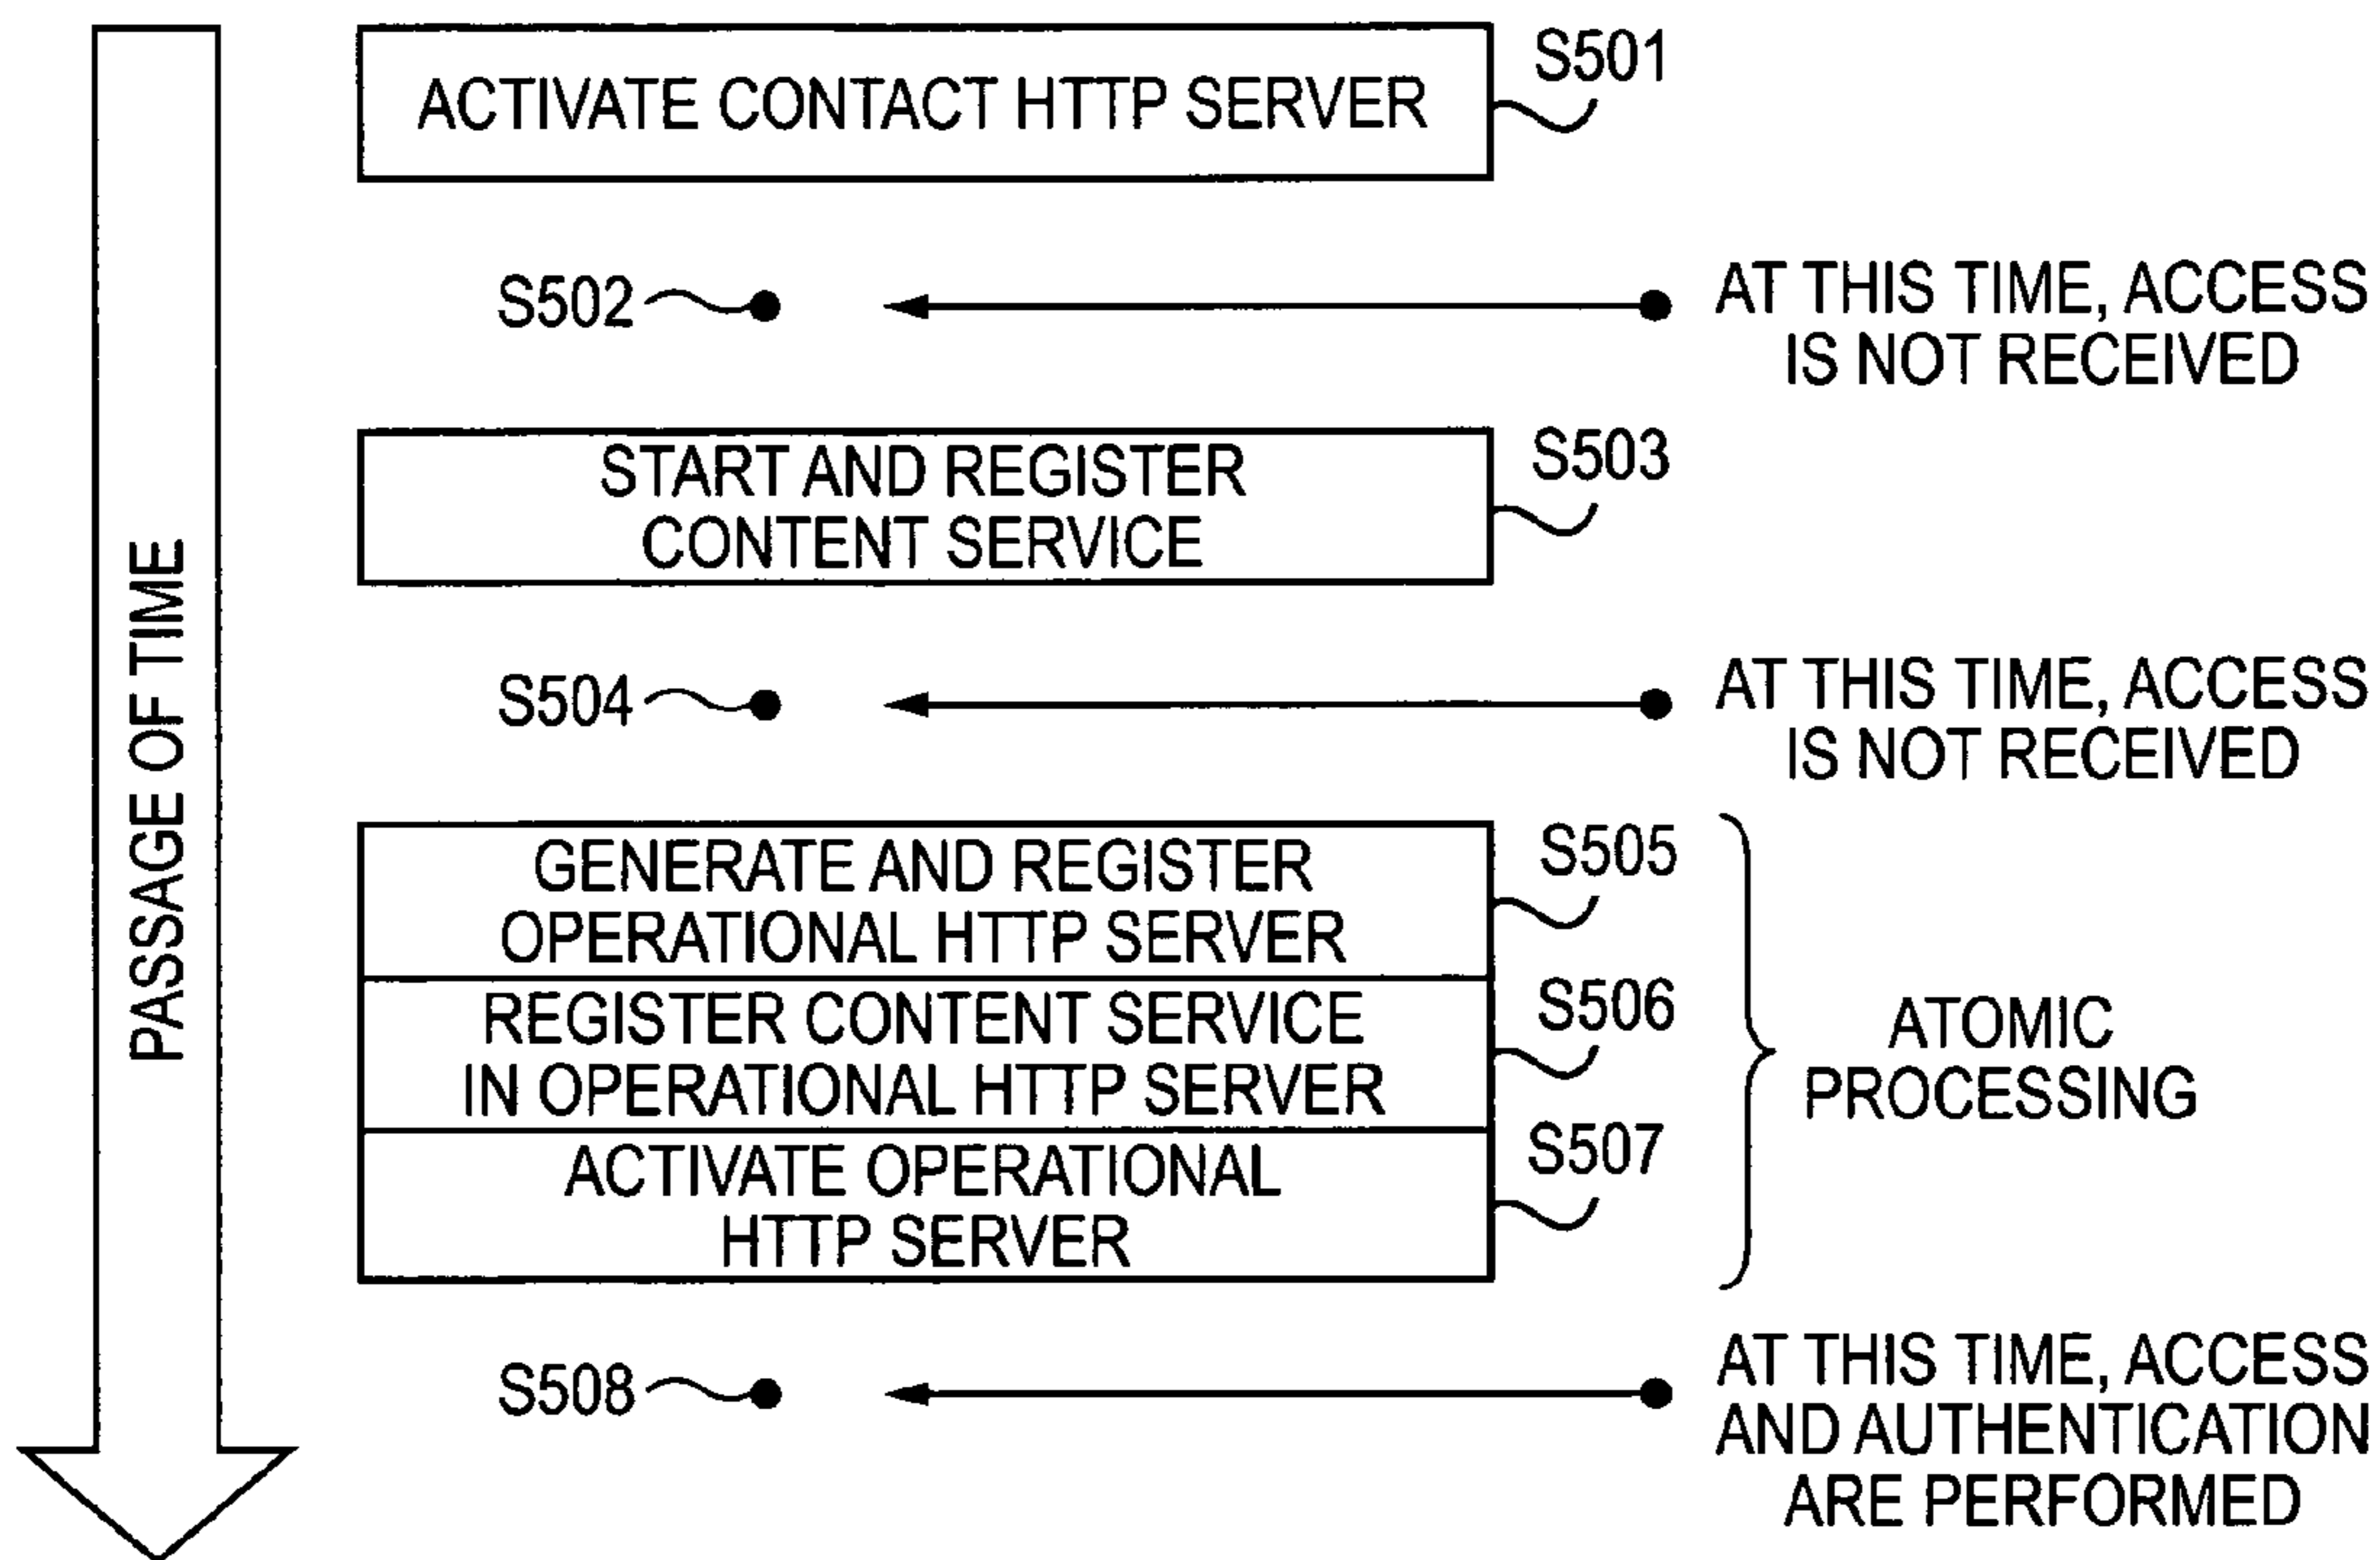 PASSAGE OF TIME
ACTIVATE CONTACT HTTP SERVER
S501
S502
AT THIS TIME, ACCESS
IS NOT RECEIVED
START AND REGISTER
CONTENT SERVICE
S503
S504
AT THIS TIME, ACCESS
IS NOT RECEIVED
GENERATE AND REGISTER
OPERATIONAL HTTP SERVER
S505
REGISTER CONTENT SERVICE
IN OPERATIONAL HTTP SERVER
S506
ACTIVATE OPERATIONAL
HTTP SERVER
S507
ATOMIC
PROCESSING
S508
AT THIS TIME, ACCESS
AND AUTHENTICATION
ARE PERFORMED